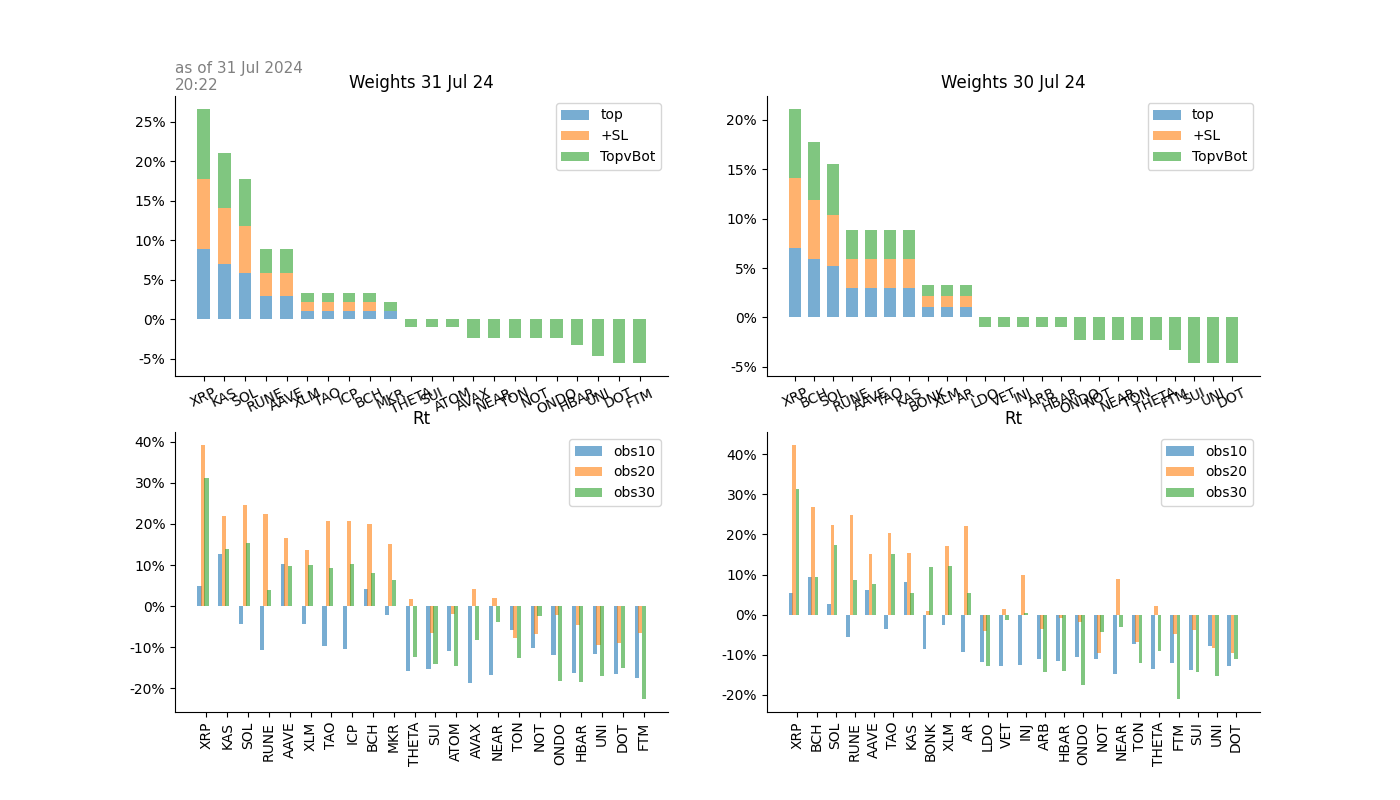 as of 31 Jul 2024
20:22
Weights 31 Jul 24
25%
20%
15%
10%
5%
0%
-5%
top
+SL
TopvBot
XRP KAS SOL RUNE AAVE XLM TAO ICP BCH MKR THETA SUI ATOM AVAX NEAR TON NOT ONDO HBAR UNI DOT FTM
Weights 30 Jul 24
20%
15%
10%
5%
0%
-5%
top
+SL
TopvBot
XRP BCH SOL RUNE AAVE TAO KAS BONK XLM AR LDO VET INJ ARB HBAR ONDO NOT NEAR TON THETA FTM SUI UNI DOT
Rt
40%
30%
20%
10%
0%
-10%
-20%
obs10
obs20
obs30
XRP KAS SOL RUNE AAVE XLM TAO ICP BCH MKR THETA SUI ATOM AVAX NEAR TON NOT ONDO HBAR UNI DOT FTM
Rt
40%
30%
20%
10%
0%
-10%
-20%
obs10
obs20
obs30
XRP BCH SOL RUNE AAVE TAO KAS BONK XLM AR LDO VET INJ ARB HBAR ONDO NOT NEAR TON THETA FTM SUI UNI DOT